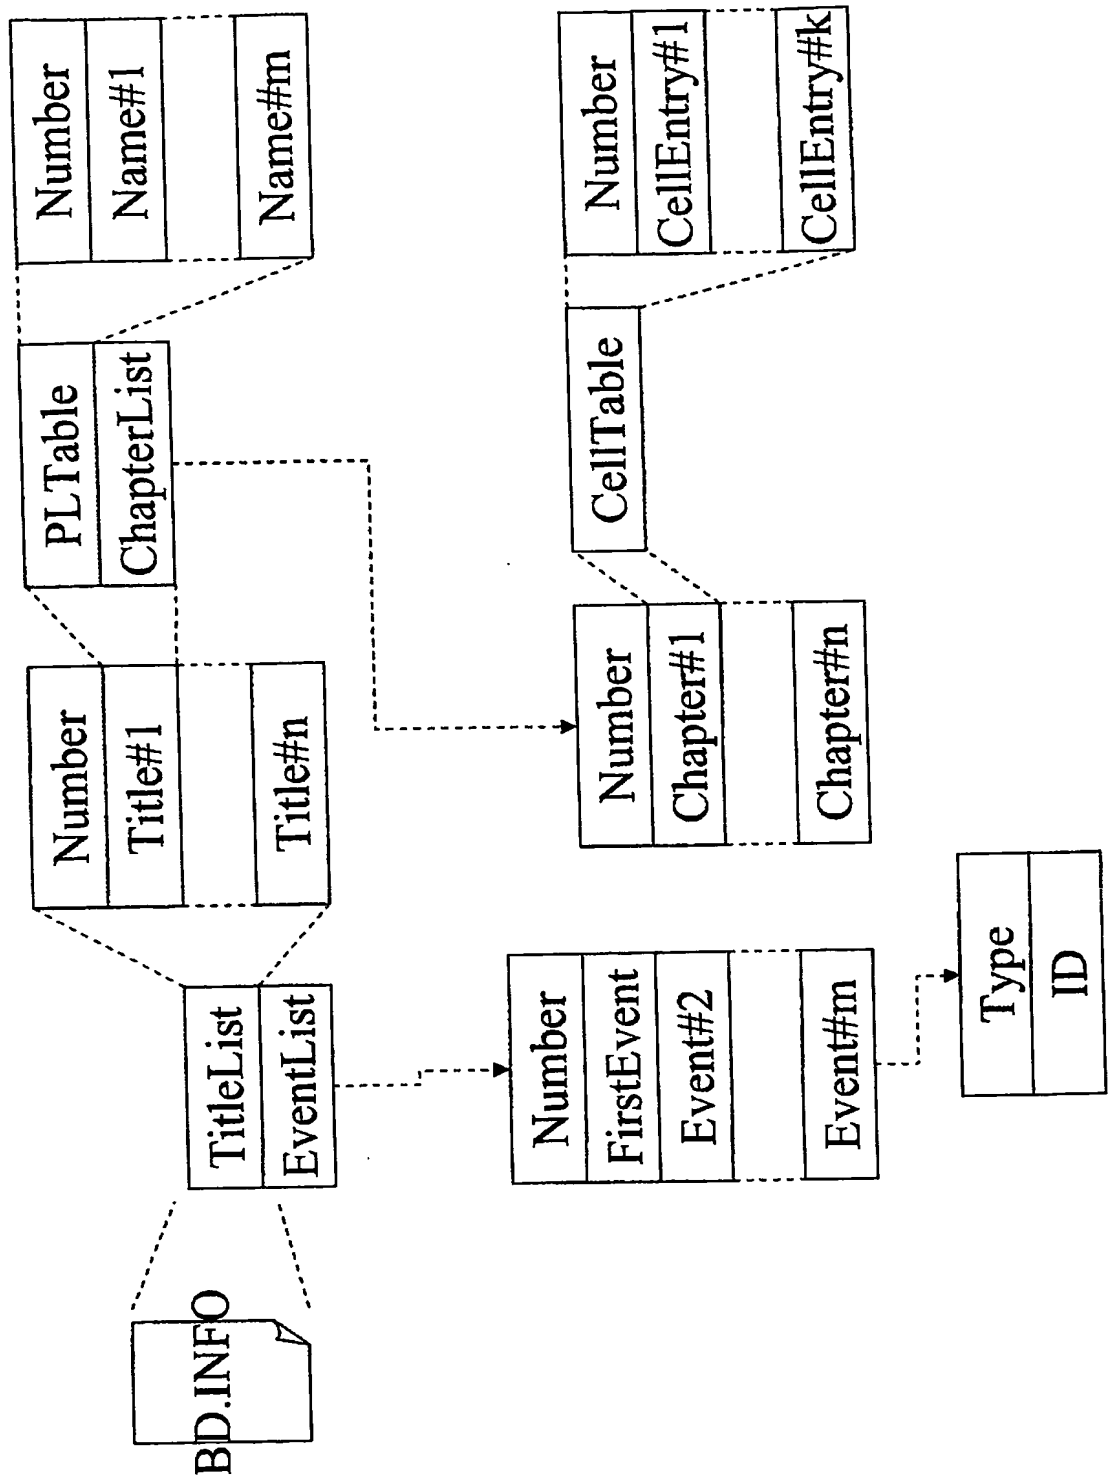 BD.INFO
TitleList
EventList
Number
Title#1
Title#n
PLTable
ChapterList
Number
Name#1
Name#m
Number
FirstEvent
Event#2
Event#m
Type
ID
Number
Chapter#1
Chapter#n
CellTable
Number
CellEntry#1
CellEntry#k